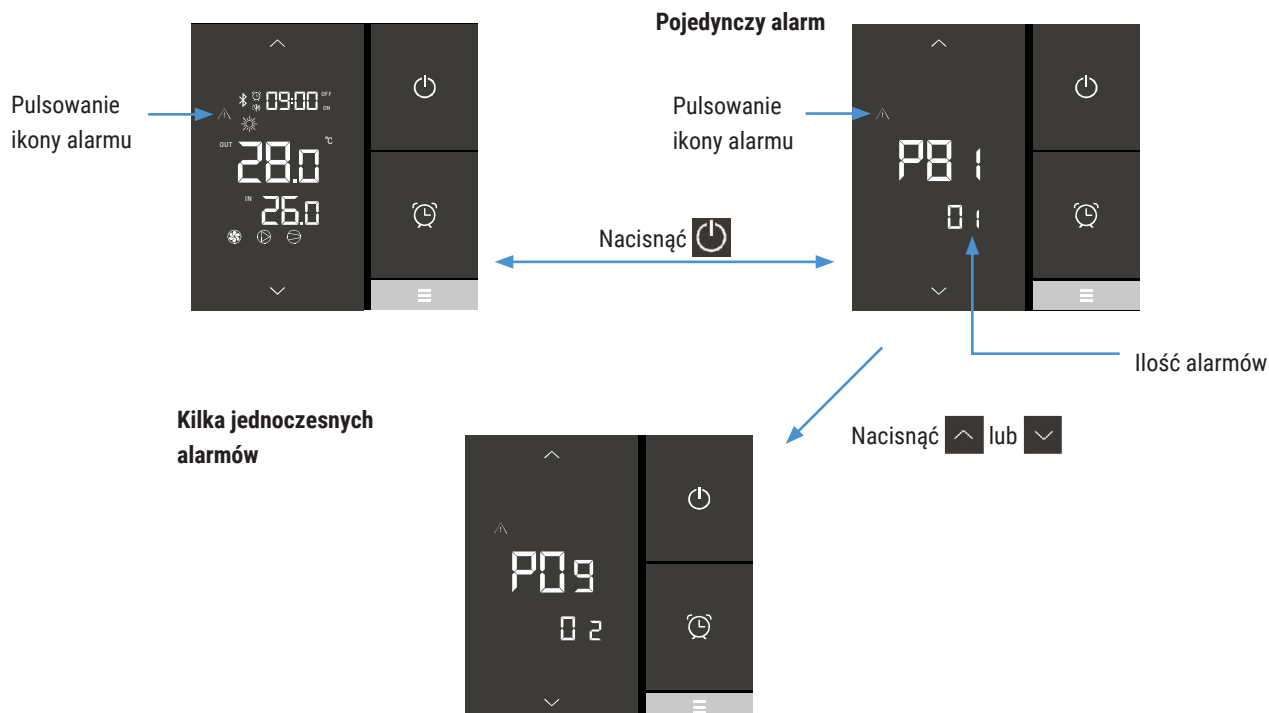 Pojedynczy alarm
Pulsowanie
ikony alarmu
09:00 OFF
ON
OUT 28.0 °C
IN 26.0
Pulsowanie
ikony alarmu
P81
01
Nacisnąć
Ilość alarmów
Nacisnąć lub
Kilka jednoczesnych
alarmów
P09
02